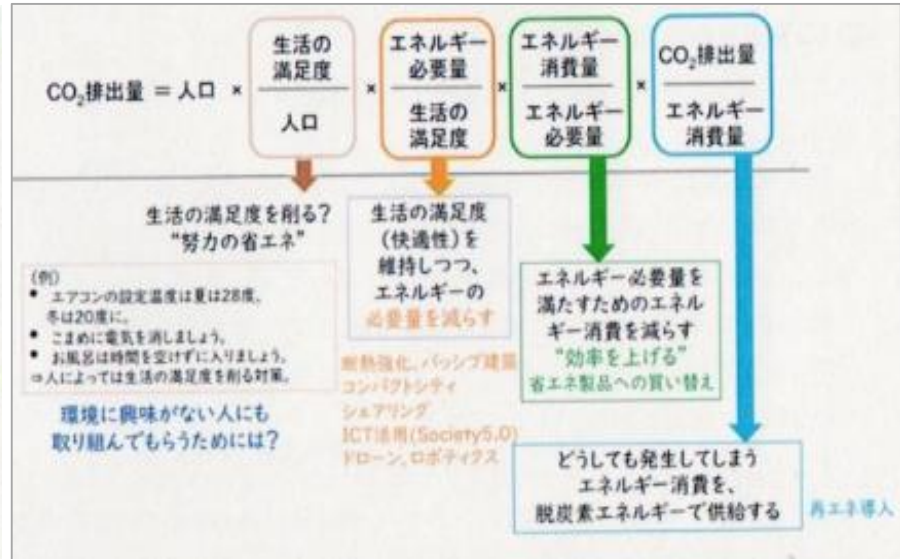 CO₂排出量 = 人口 × 生活の満足度 / 人口 × エネルギー必要量 / 生活の満足度 × エネルギー消費量 / エネルギー必要量 × CO₂排出量 / エネルギー消費量
生活の満足度を削る?
“努力の省エネ”
(例)
• エアコンの設定温度は夏は28度、
冬は20度に。
• こまめに電気を消しましょう。
• お風呂は時間を空けずに入りましょう。
⇒人によっては生活の満足度を削る対策。
環境に興味がない人にも
取り組んでもらうためには?
生活の満足度
(快適性)を
維持しつつ、
エネルギーの
必要量を減らす
断熱強化、パッシブ建築
コンパクトシティ
シェアリング
ICT活用(Society5.0)
ドローン、ロボティクス
エネルギー必要量を
満たすためのエネル
ギー消費を減らす
“効率を上げる”
省エネ製品への買い替え
どうしても発生してしまう
エネルギー消費を、
脱炭素エネルギーで供給する
再エネ導入